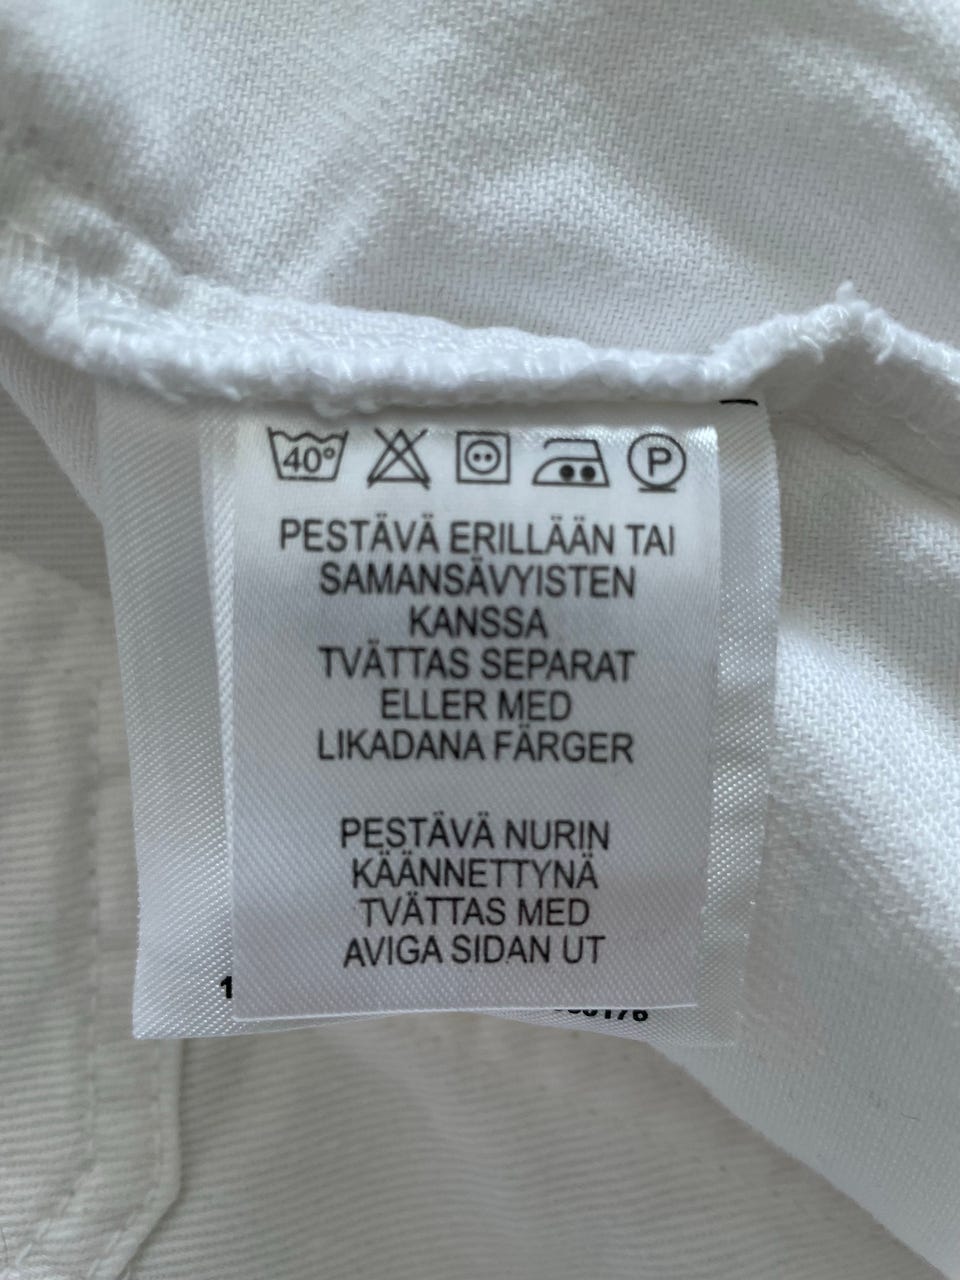 40°
P
PESTÄVÄ ERILLÄÄN TAI
SAMANSÄVYISTEN
KANSSA
TVÄTTAS SEPARAT
ELLER MED
LIKADANA FÄRGER
PESTÄVÄ NURIN
KÄÄNNETTYNÄ
TVÄTTAS MED
AVIGA SIDAN UT
1